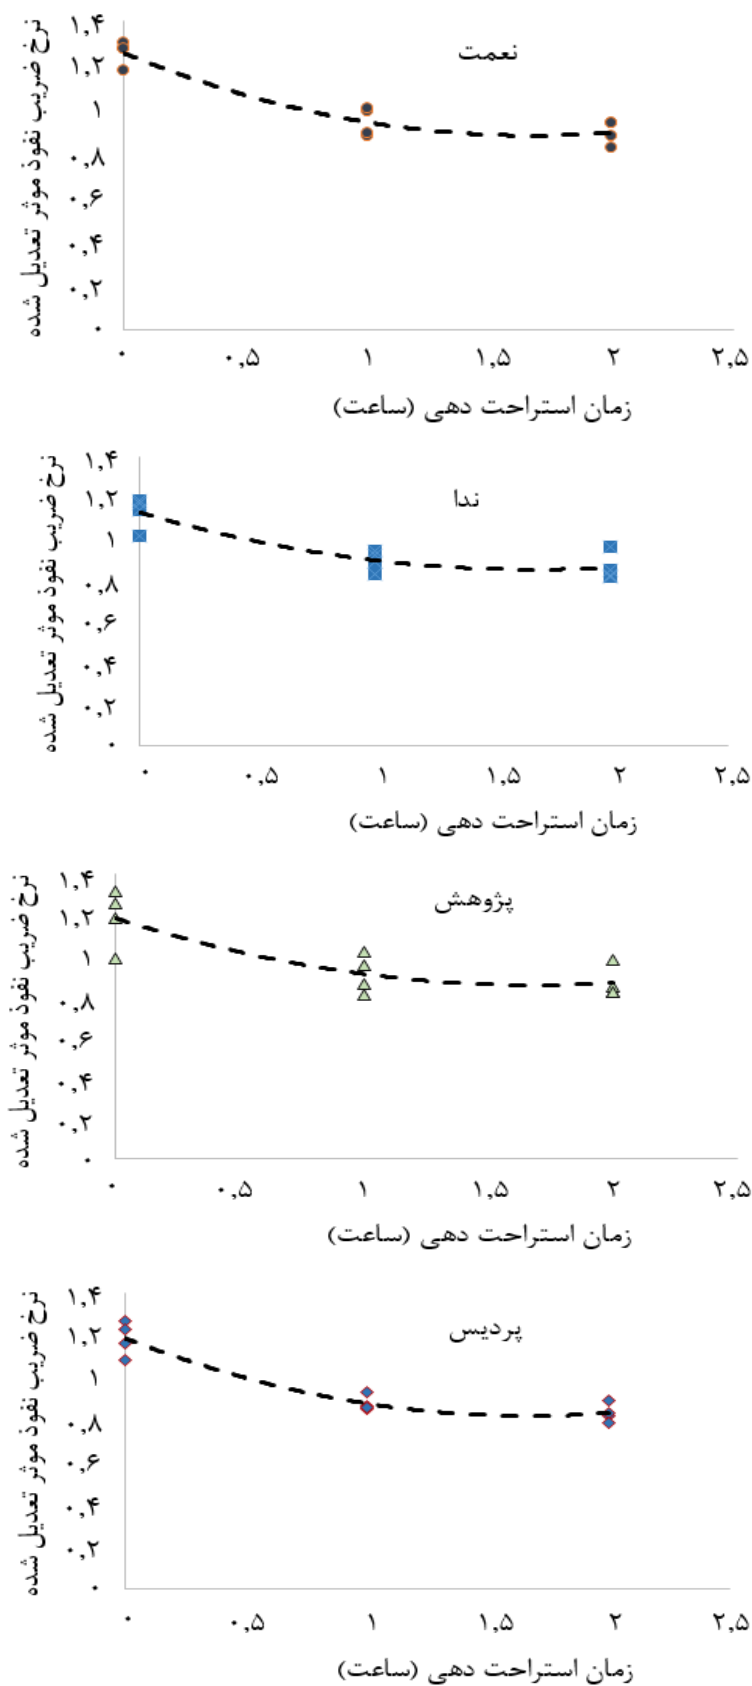 نعمت
نرخ ضریب نفوذ موثر تعدیل شده
۱,۴
۱,۲
۱
۰,۸
۰,۶
۰,۴
۰,۲
۰
۰ ۰,۵ ۱ ۱,۵ ۲ ۲,۵
زمان استراحت دهی (ساعت)
ندا
نرخ ضریب نفوذ موثر تعدیل شده
۱,۴
۱,۲
۱
۰,۸
۰,۶
۰,۴
۰,۲
۰
۰ ۰,۵ ۱ ۱,۵ ۲ ۲,۵
زمان استراحت دهی (ساعت)
پژوهش
نرخ ضریب نفوذ موثر تعدیل شده
۱,۴
۱,۲
۱
۰,۸
۰,۶
۰,۴
۰,۲
۰
۰ ۰,۵ ۱ ۱,۵ ۲ ۲,۵
زمان استراحت دهی (ساعت)
پردیس
نرخ ضریب نفوذ موثر تعدیل شده
۱,۴
۱,۲
۱
۰,۸
۰,۶
۰,۴
۰,۲
۰
۰ ۰,۵ ۱ ۱,۵ ۲ ۲,۵
زمان استراحت دهی (ساعت)